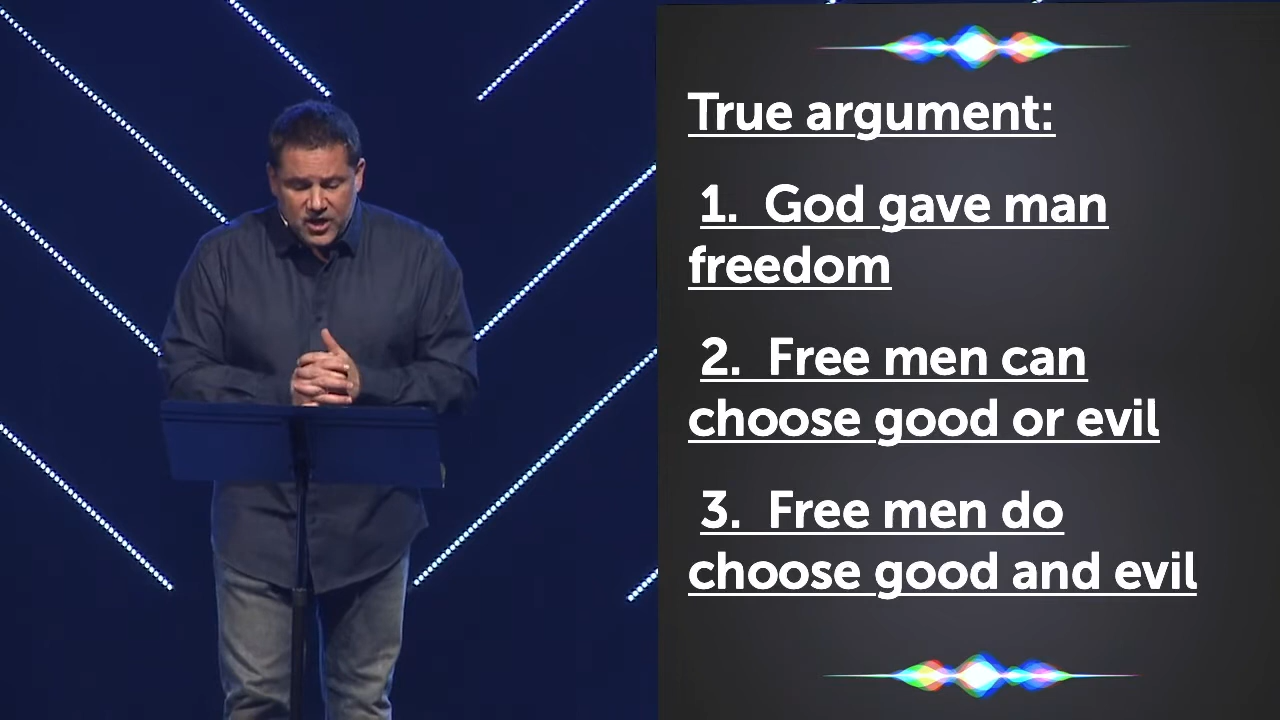 True argument:
1. God gave man
freedom
2. Free men can
choose good or evil
3. Free men do
choose good and evil